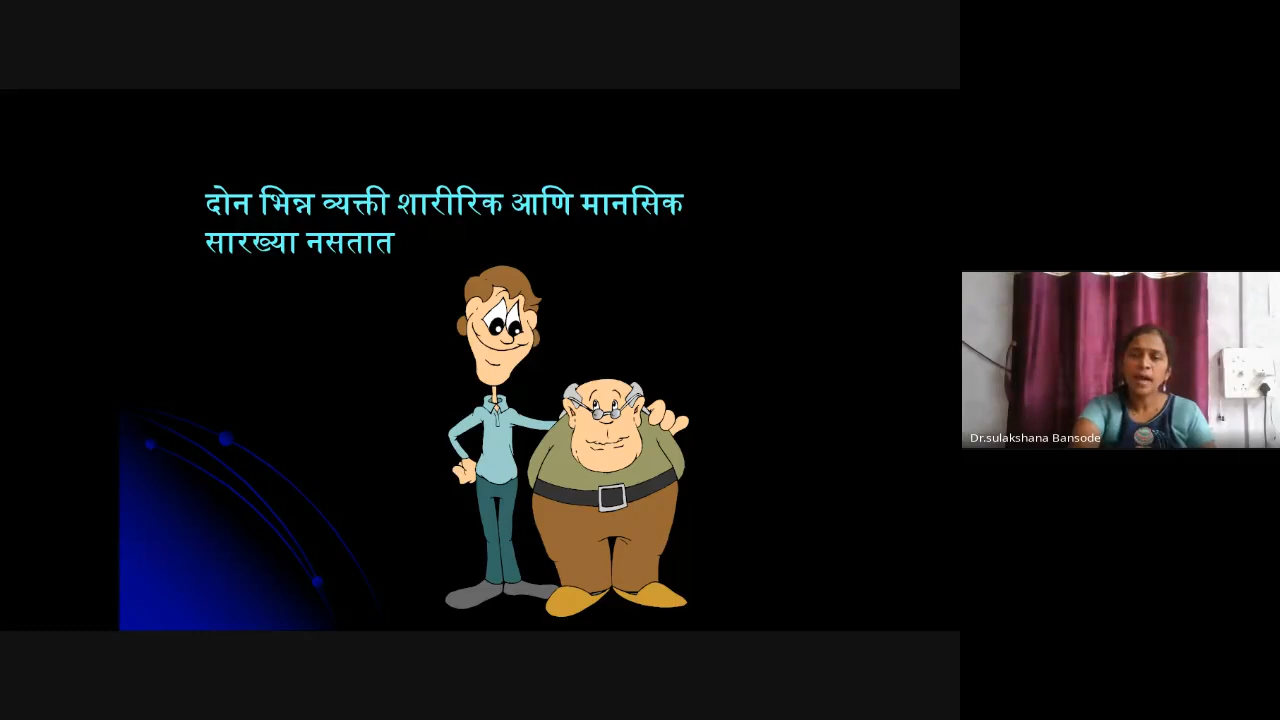 दोन भिन्न व्यक्ती शारीरिक आणि मानसिक
सारख्या नसतात
Dr.sulakshana Bansode